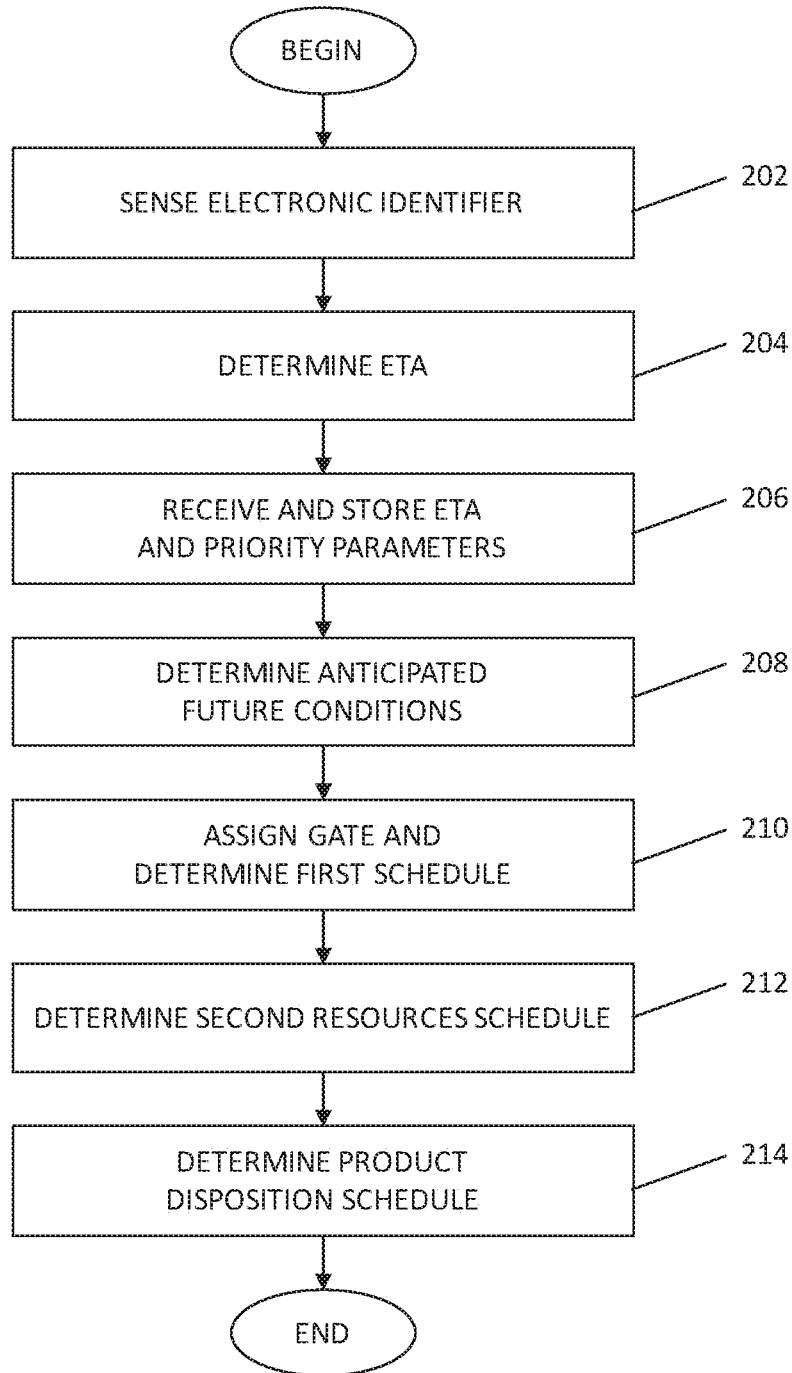 BEGIN
SENSE ELECTRONIC IDENTIFIER
202
DETERMINE ETA
204
RECEIVE AND STORE ETA
AND PRIORITY PARAMETERS
206
DETERMINE ANTICIPATED
FUTURE CONDITIONS
208
ASSIGN GATE AND
DETERMINE FIRST SCHEDULE
210
DETERMINE SECOND RESOURCES SCHEDULE
212
DETERMINE PRODUCT
DISPOSITION SCHEDULE
214
END